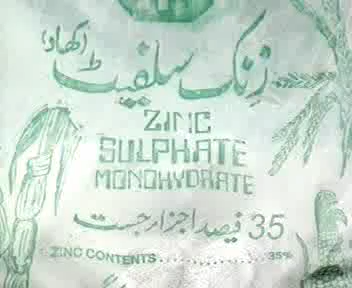 (کھاد)
زنک سلفیٹ
ZINC
SULPHATE
MONOHYDRATE
35 فیصد اجزاء جست
ZINC CONTENTS.............35%